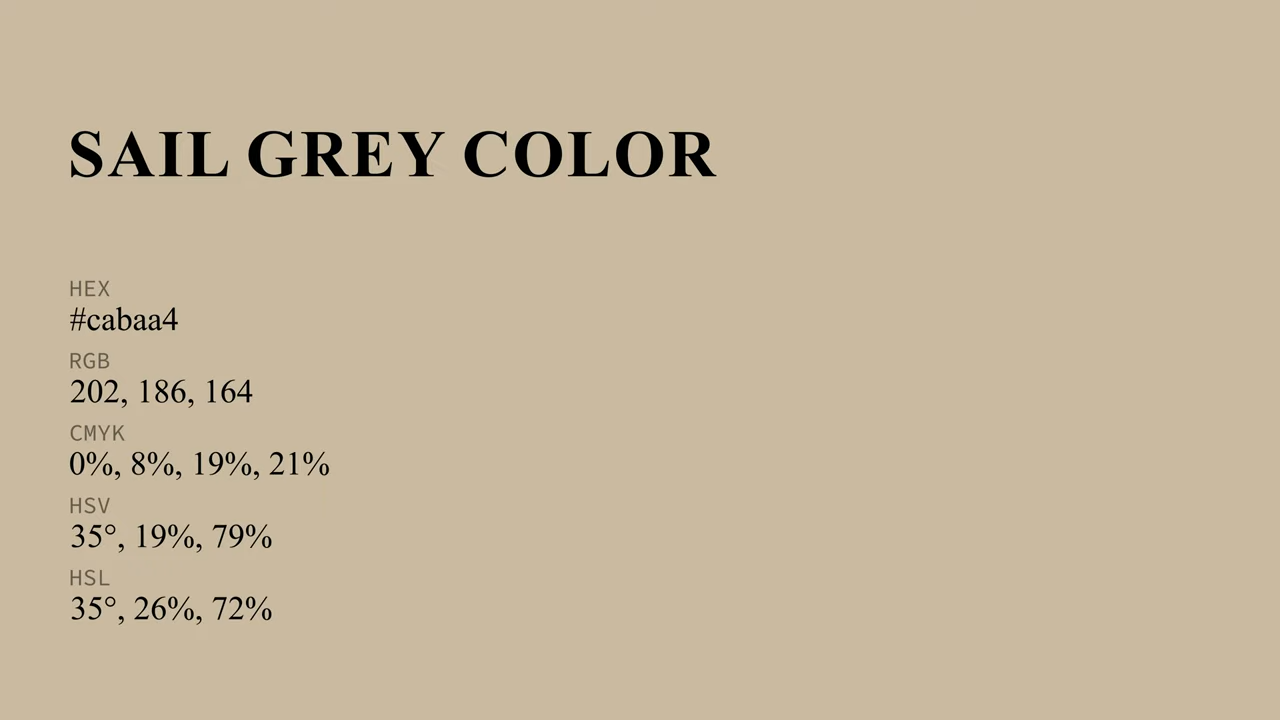 SAIL GREY COLOR
HEX
#cabaa4
RGB
202, 186, 164
CMYK
0%, 8%, 19%, 21%
HSV
35°, 19%, 79%
HSL
35°, 26%, 72%